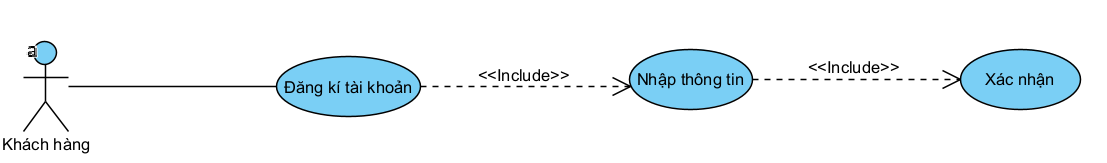 a
Khách hàng
Đăng kí tài khoản
<<Include>>
Nhập thông tin
<<Include>>
Xác nhận